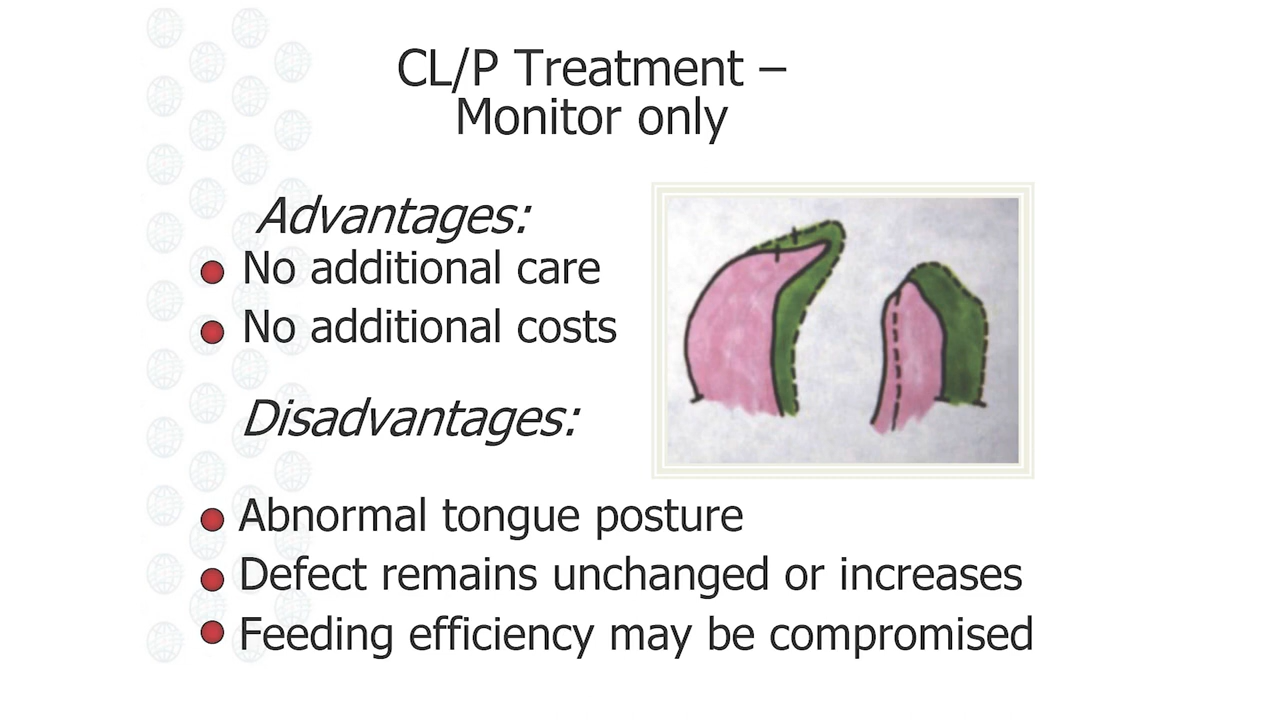 CL/P Treatment –
Monitor only
Advantages:
No additional care
No additional costs
Disadvantages:
Abnormal tongue posture
Defect remains unchanged or increases
Feeding efficiency may be compromised